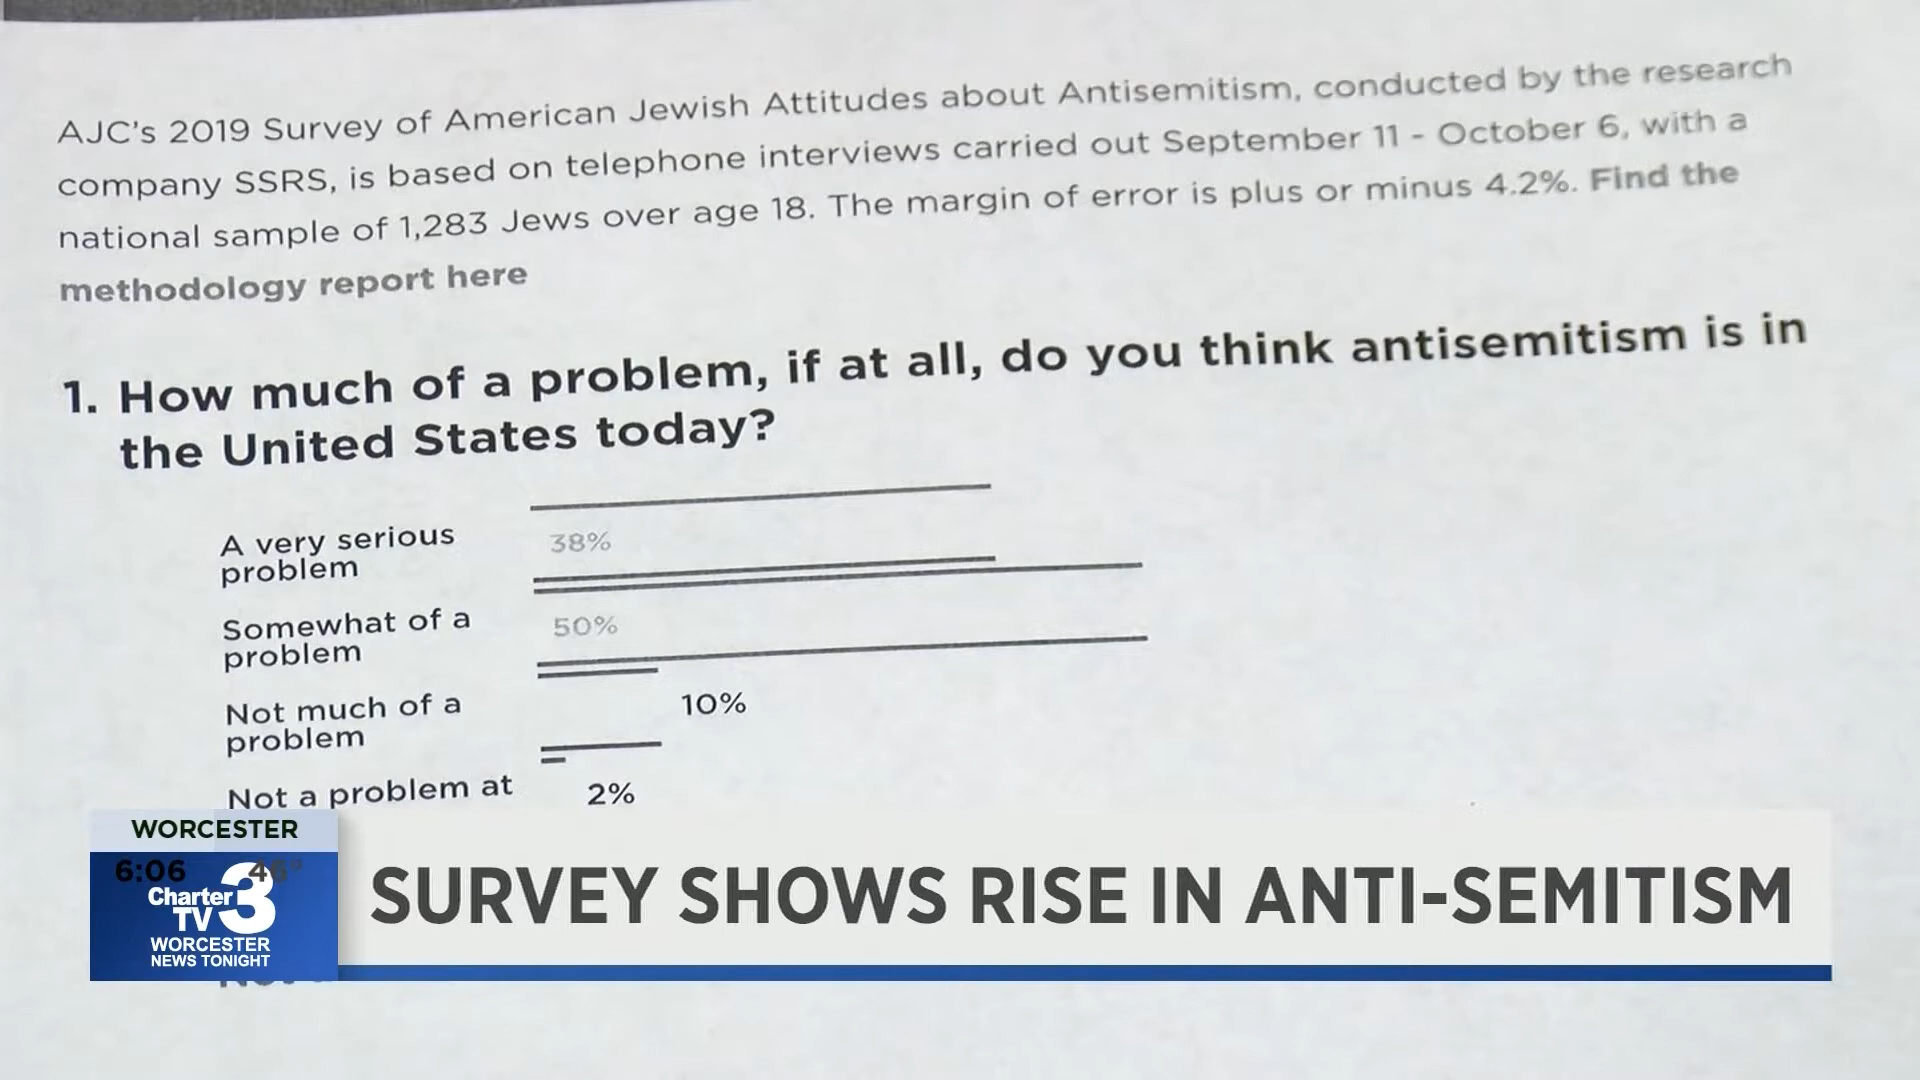 AJC's 2019 Survey of American Jewish Attitudes about Antisemitism, conducted by the research
company SSRS, is based on telephone interviews carried out September 11 - October 6, with a
national sample of 1,283 Jews over age 18. The margin of error is plus or minus 4.2%. Find the
methodology report here
1. How much of a problem, if at all, do you think antisemitism is in
the United States today?
A very serious
problem
38%
Somewhat of a
problem
50%
Not much of a
problem
10%
Not a problem at
2%
WORCESTER
6:06 46°
Charter
TV 3
WORCESTER
NEWS TONIGHT
SURVEY SHOWS RISE IN ANTI-SEMITISM